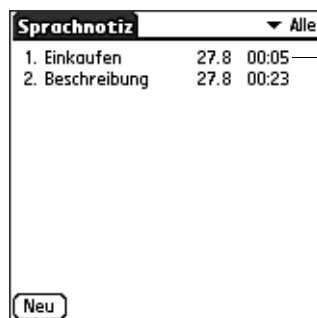 Sprachnotiz Alle
1. Einkaufen 27.8 00:05
2. Beschreibung 27.8 00:23
Neu